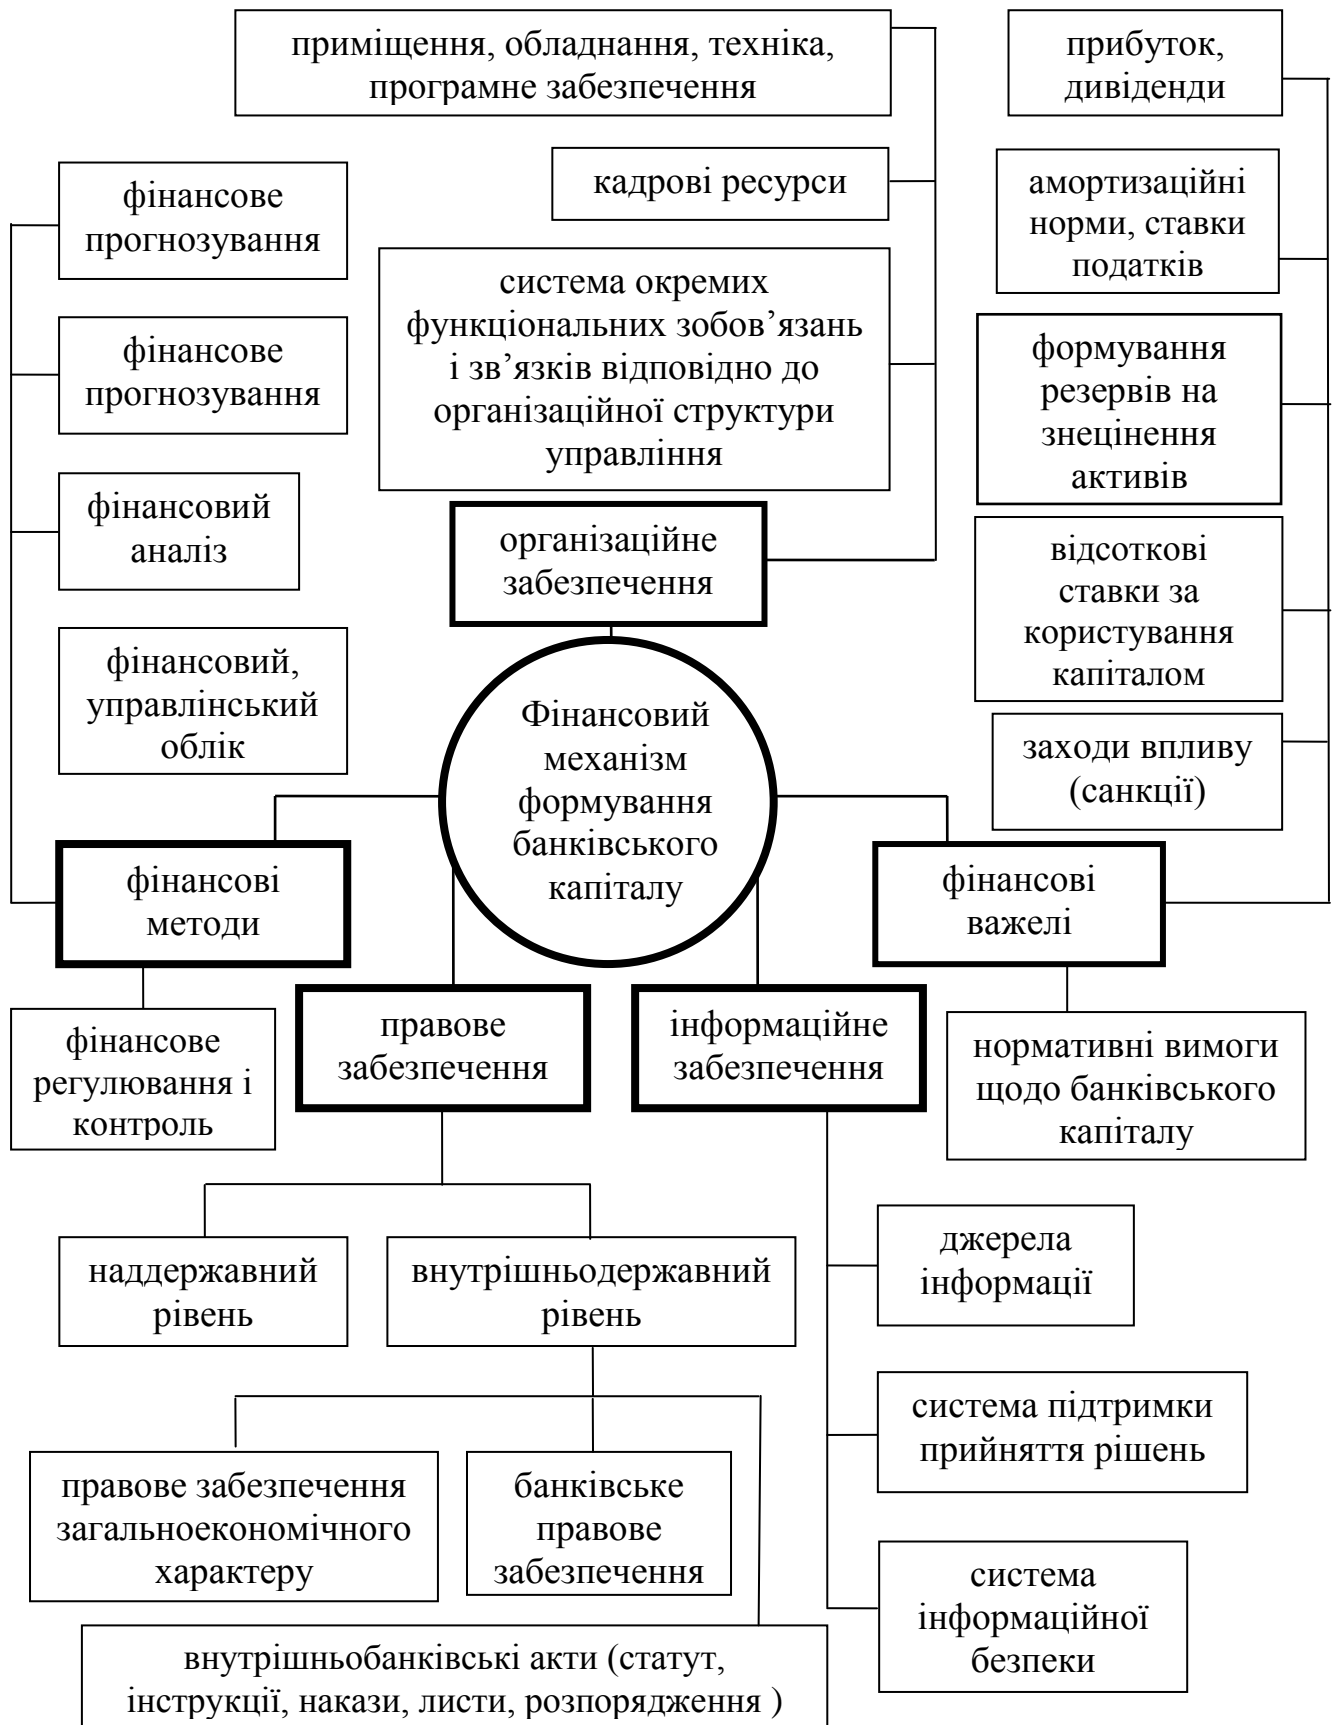 приміщення, обладнання, техніка,
програмне забезпечення
прибуток,
дивіденди
кадрові ресурси
амортизаційні
норми, ставки
податків
фінансове
прогнозування
система окремих
функціональних зобов’язань
і зв’язків відповідно до
організаційної структури
управління
формування
резервів на
знецінення
активів
фінансове
прогнозування
фінансовий
аналіз
організаційне
забезпечення
відсоткові
ставки за
користування
капіталом
фінансовий,
управлінський
облік
Фінансовий
механізм
формування
банківського
капіталу
заходи впливу
(санкції)
фінансові
методи
фінансові
важелі
фінансове
регулювання і
контроль
правове
забезпечення
інформаційне
забезпечення
нормативні вимоги
щодо банківського
капіталу
наддержавний
рівень
внутрішньодержавний
рівень
джерела
інформації
система підтримки
прийняття рішень
правове забезпечення
загальноекономічного
характеру
банківське
правове
забезпечення
система
інформаційної
безпеки
внутрішньобанківські акти (статут,
інструкції, накази, листи, розпорядження )